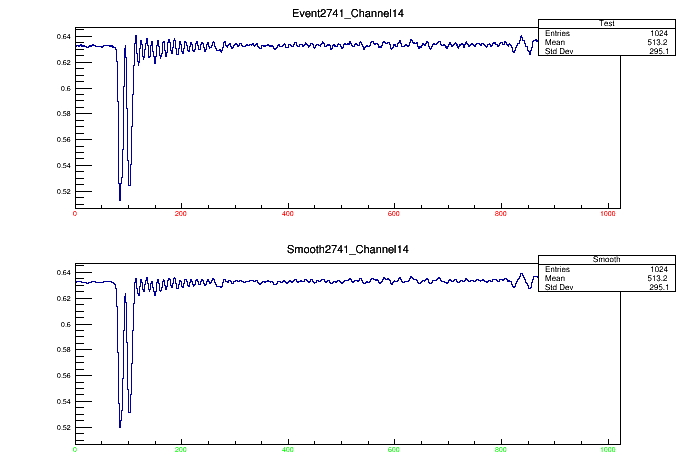 Event2741_Channel14
Test
Entries 1024
Mean 513.2
Std Dev 295.1
0.64
0.62
0.6
0.58
0.56
0.54
0.52
0 200 400 600 800 1000
Smooth2741_Channel14
Smooth
Entries 1024
Mean 513.2
Std Dev 295.1
0.64
0.62
0.6
0.58
0.56
0.54
0.52
0 200 400 600 800 1000